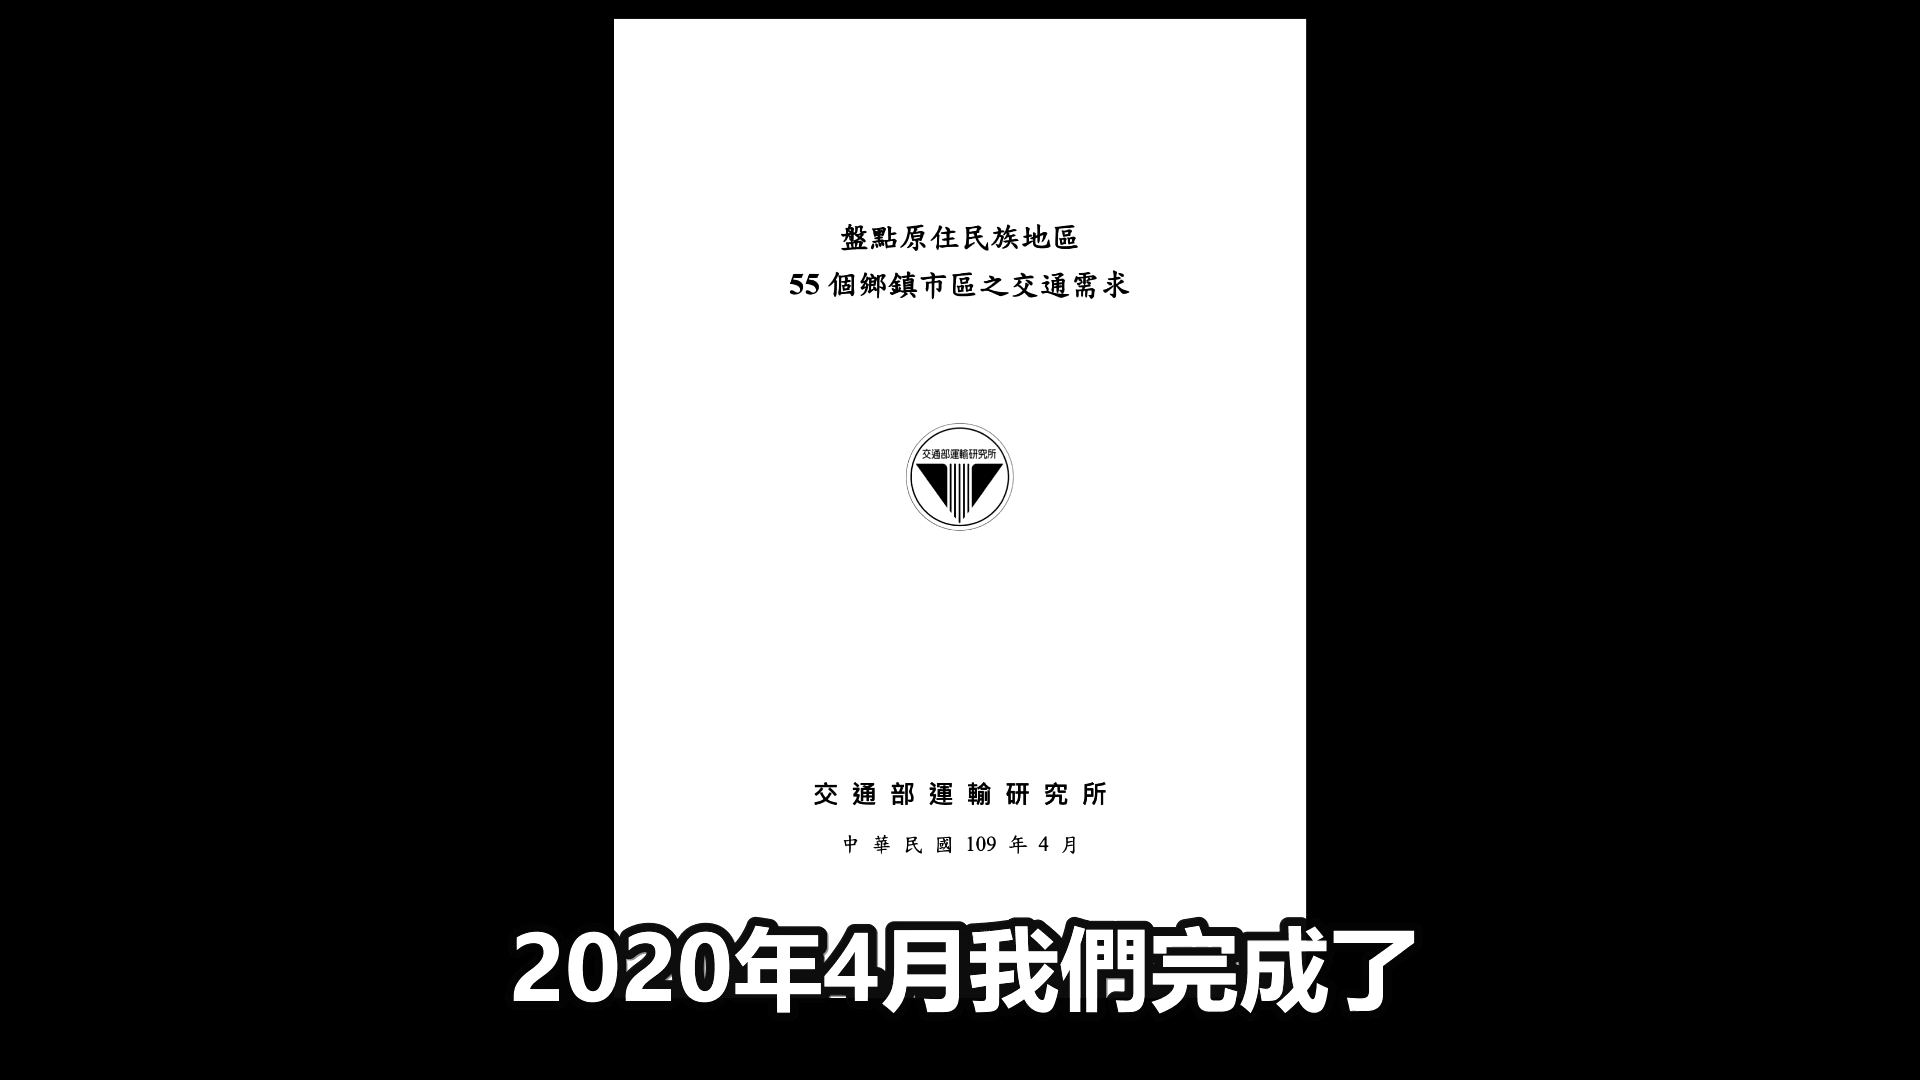 盤點原住民族地區
55 個鄉鎮市區之交通需求
交通部運輸研究所
交通部運輸研究所
中華民國 109 年 4 月
2020年4月我們完成了